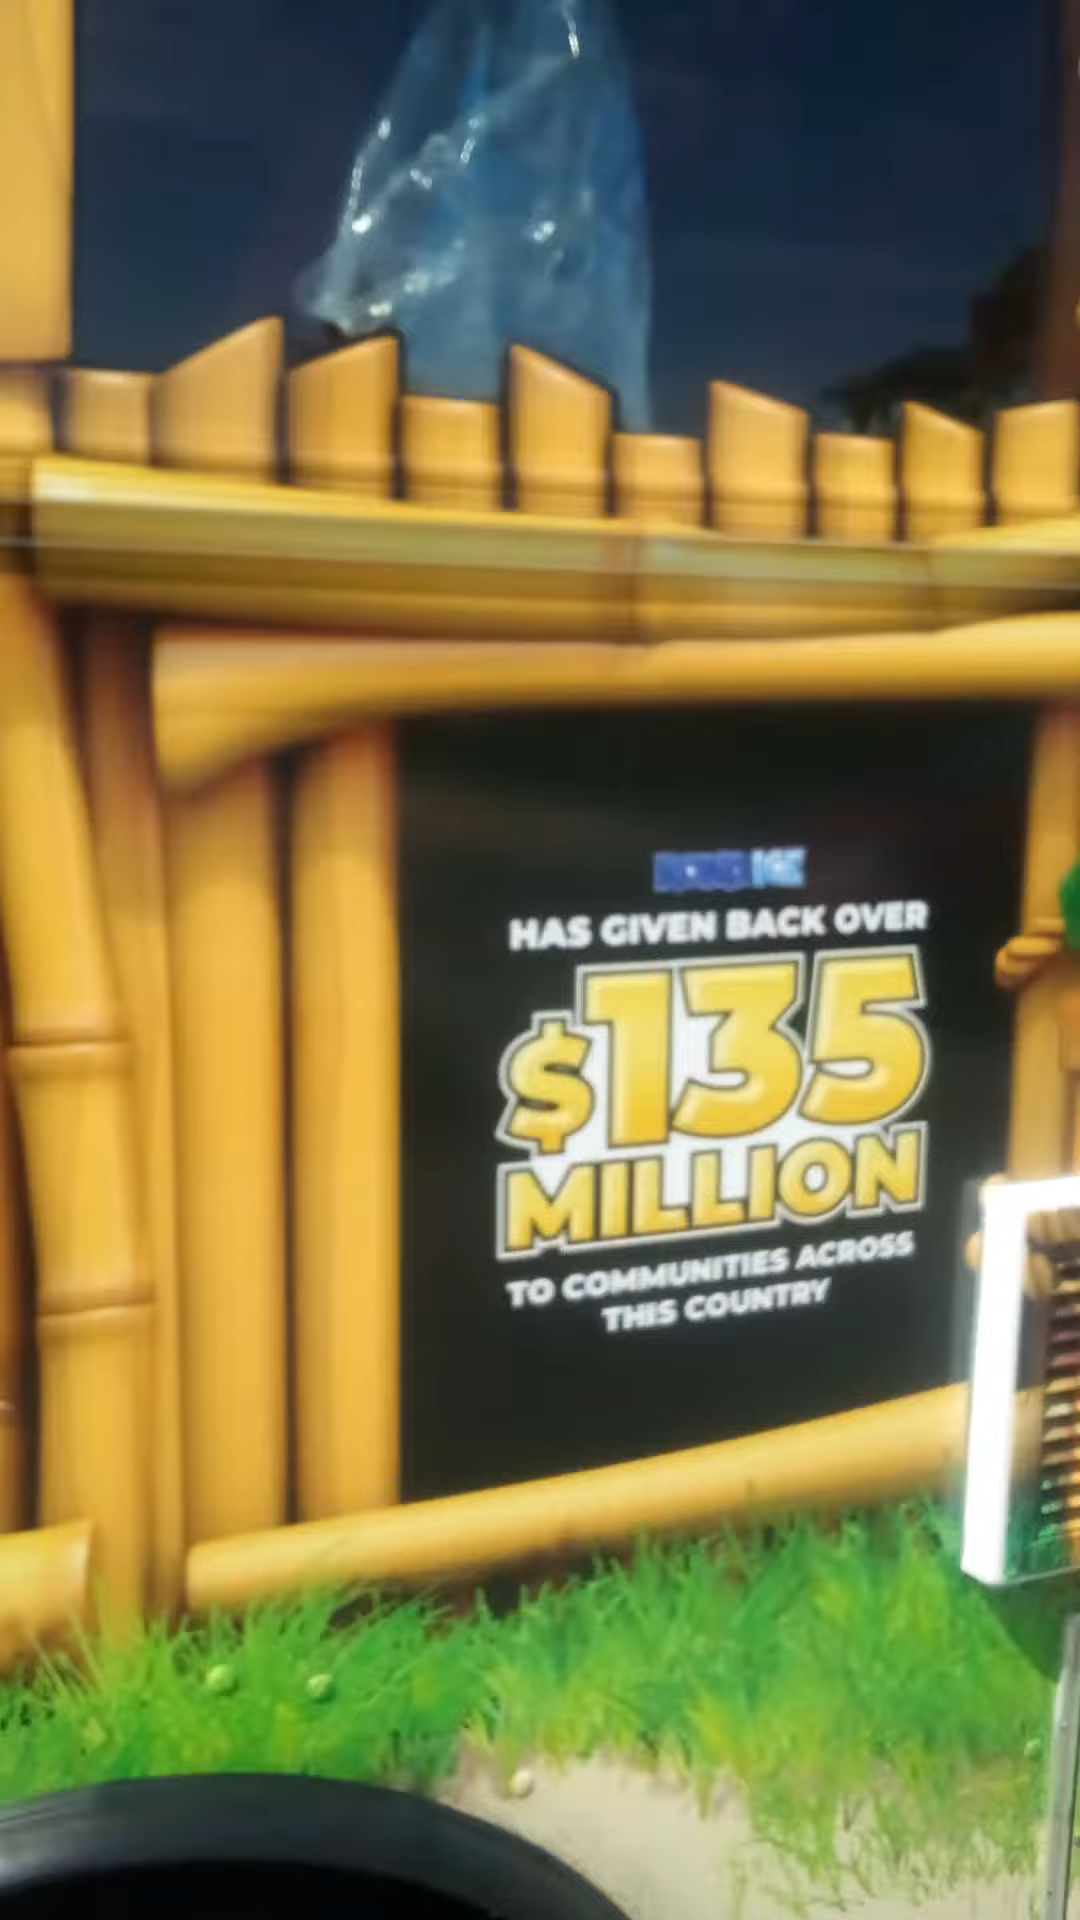 HAS GIVEN BACK OVER
$135
MILLION
TO COMMUNITIES ACROSS
THIS COUNTRY